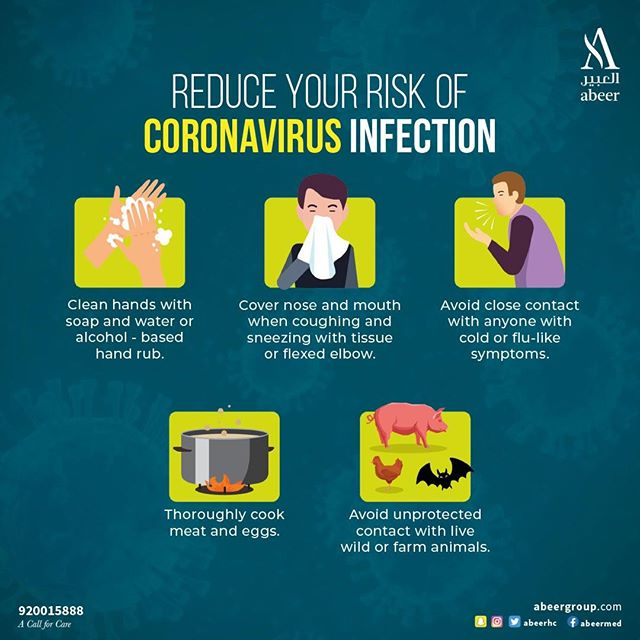 العبير
abeer
REDUCE YOUR RISK OF
CORONAVIRUS INFECTION
Clean hands with
soap and water or
alcohol - based
hand rub.
Cover nose and mouth
when coughing and
sneezing with tissue
or flexed elbow.
Avoid close contact
with anyone with
cold or flu-like
symptoms.
Thoroughly cook
meat and eggs.
Avoid unprotected
contact with live
wild or farm animals.
920015888
A Call for Care
abeergroup.com
abeerhc abeermed